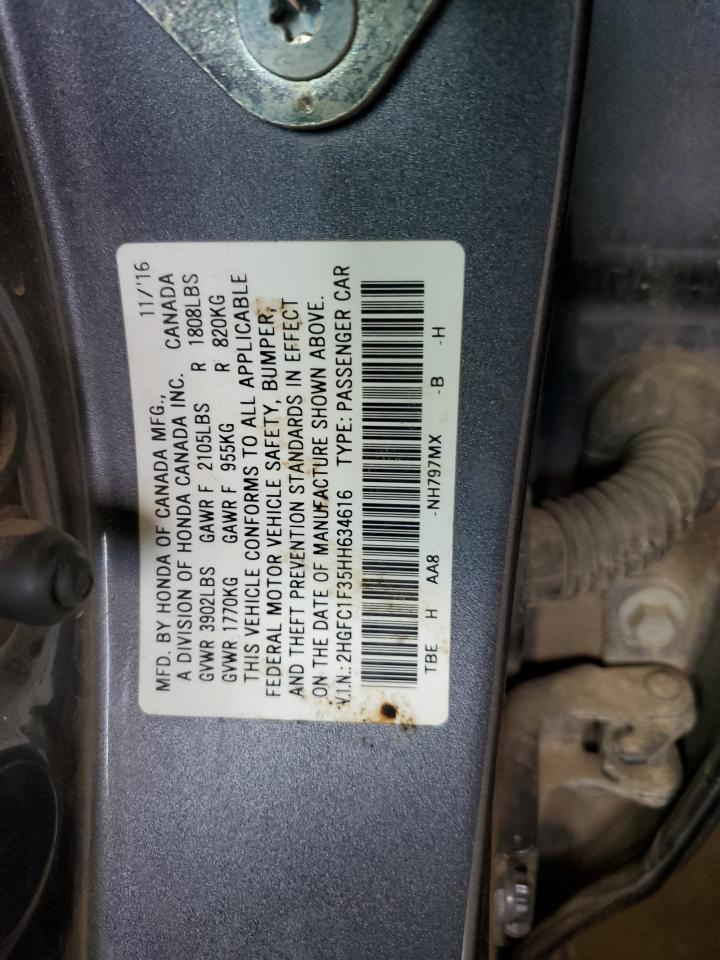 MFD. BY HONDA OF CANADA MFG., 11/'16
A DIVISION OF HONDA CANADA INC. CANADA
GVWR 3902LBS GAWR F 2105LBS R 1808LBS
GVWR 1770KG GAWR F 955KG R 820KG
THIS VEHICLE CONFORMS TO ALL APPLICABLE
FEDERAL MOTOR VEHICLE SAFETY, BUMPER,
AND THEFT PREVENTION STANDARDS IN EFFECT
ON THE DATE OF MANUFACTURE SHOWN ABOVE.
V.I.N.: 2HGFC1F35HH634616 TYPE: PASSENGER CAR
TBE H AA8 -NH797MX -B -H